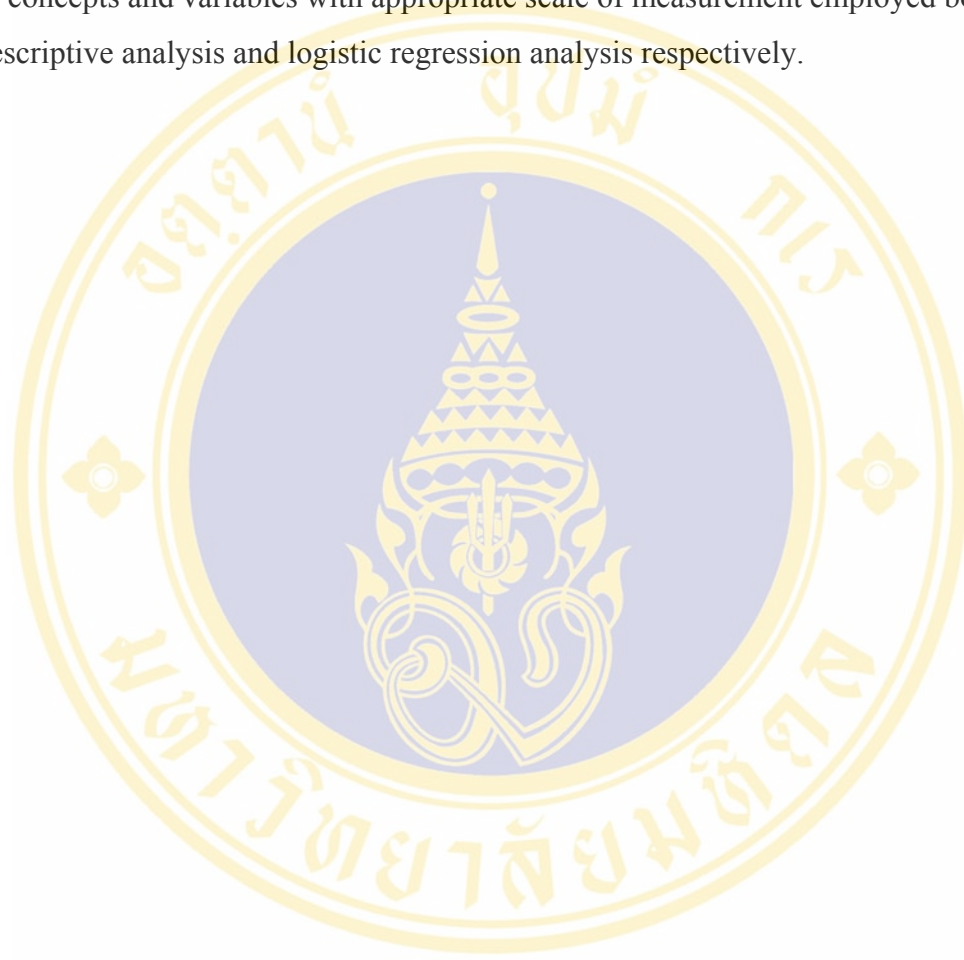 concepts and variables with appropriate scale of measurement employed
escriptive analysis and logistic regression analysis respectively.
อตฺตานํ อุปมํ กเร
มหาวิทยาลัยมหิดล